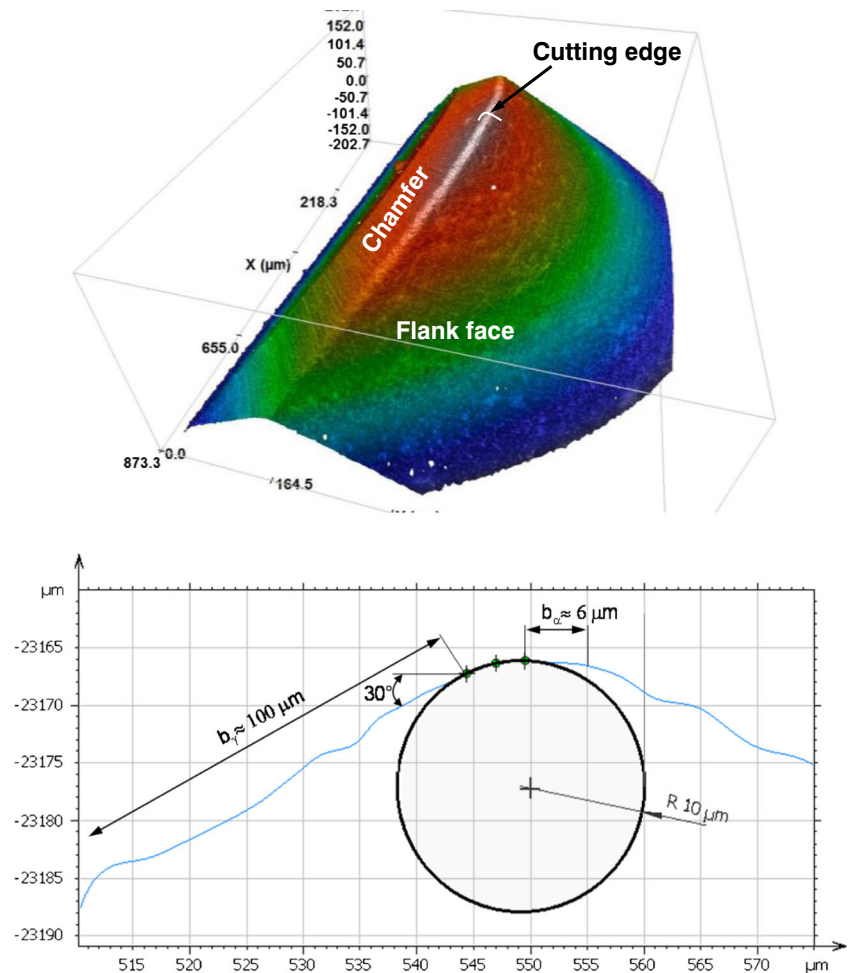 152.0
101.4
50.7
0.0
-50.7
-101.4
-152.0
-202.7
Cutting edge
218.3
Chamfer
X (µm)
Flank face
655.0
873.3
0.0
164.5
µm
bα≈ 6 µm
-23165
30°
-23170
bγ≈ 100 µm
-23175
R 10 µm
-23180
-23185
-23190
515 520 525 530 535 540 545 550 555 560 565 570 µm